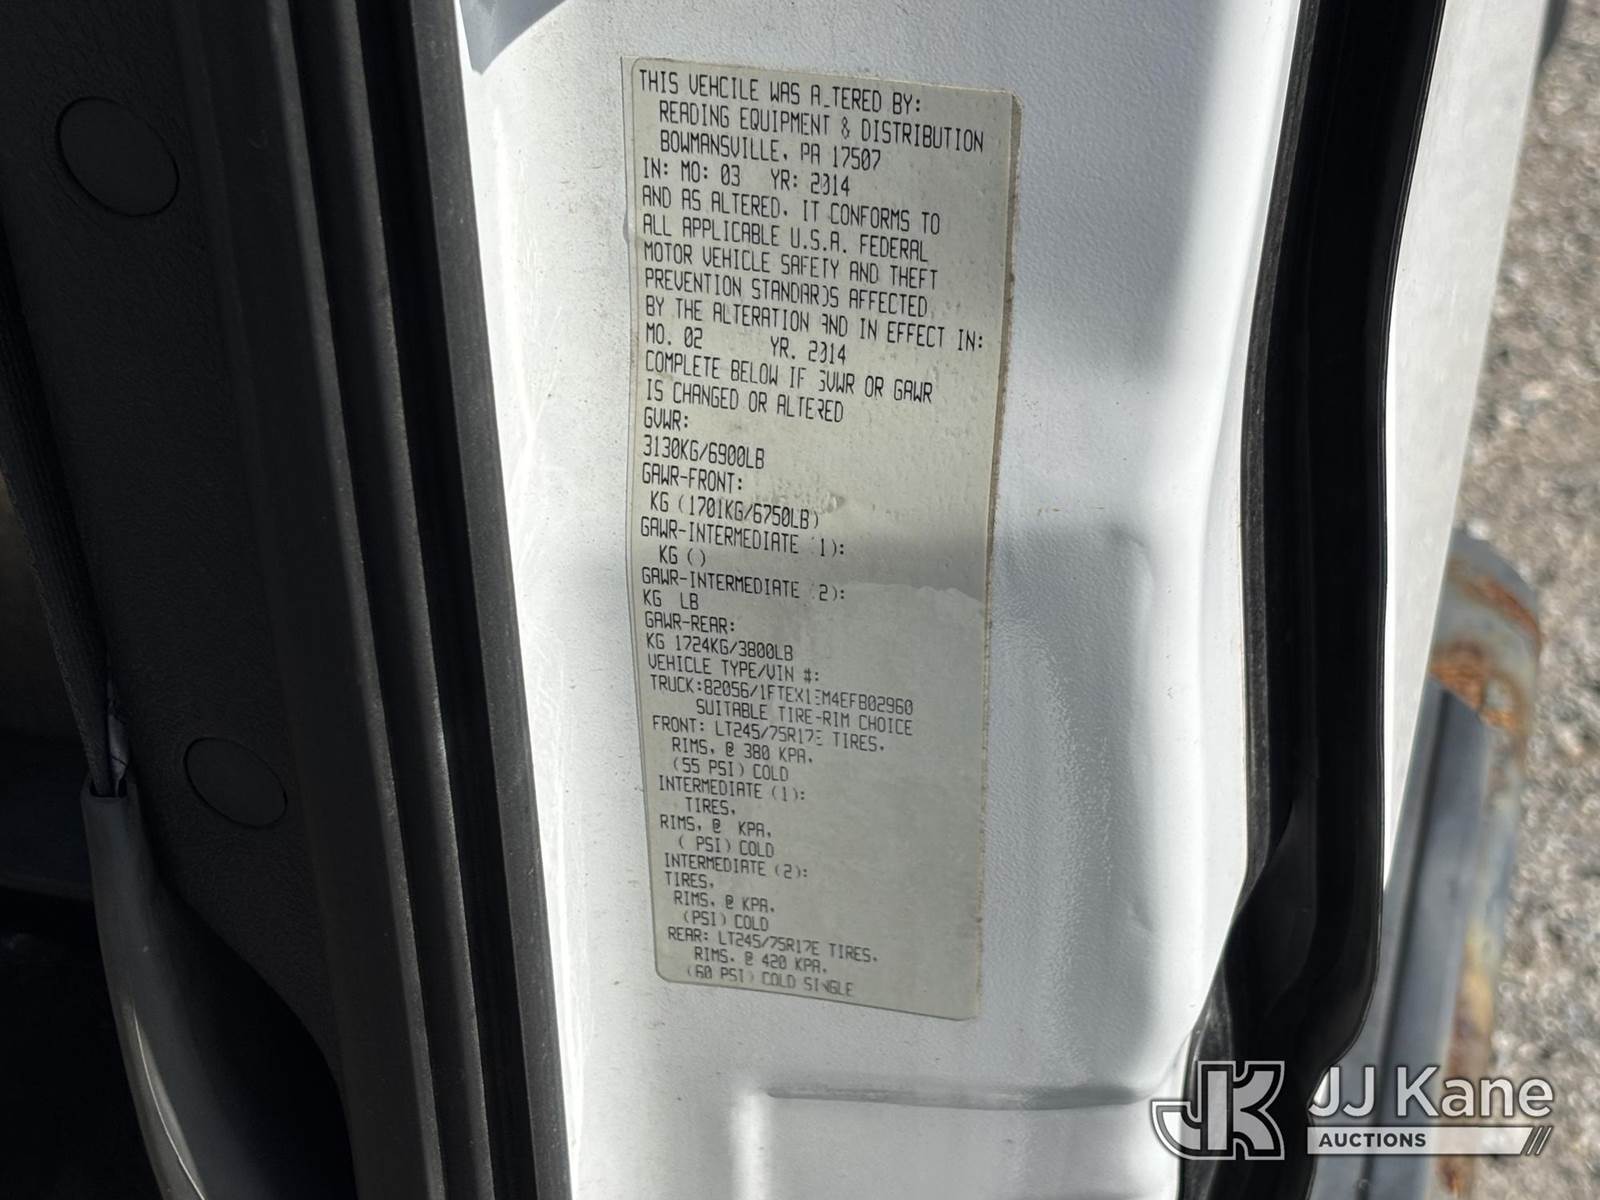 THIS VEHCILE WAS ALTERED BY:
READING EQUIPMENT & DISTRIBUTION
BOWMANSVILLE, PA 17507
IN: MO: 03 YR: 2014
AND AS ALTERED, IT CONFORMS TO
ALL APPLICABLE U.S.A. FEDERAL
MOTOR VEHICLE SAFETY AND THEFT
PREVENTION STANDARDS AFFECTED
BY THE ALTERATION AND IN EFFECT IN:
MO. 02 YR. 2014
COMPLETE BELOW IF GVWR OR GAWR
IS CHANGED OR ALTERED
GVWR:
3130KG/6900LB
GAWR-FRONT:
KG (1701KG/6750LB)
GAWR-INTERMEDIATE (1):
KG ()
GAWR-INTERMEDIATE (2):
KG LB
GAWR-REAR:
KG 1724KG/3800LB
VEHICLE TYPE/VIN #:
TRUCK:82056/1FTEX1EM4EFB02960
SUITABLE TIRE-RIM CHOICE
FRONT: LT245/75R17E TIRES,
RIMS, @ 380 KPA,
(55 PSI) COLD
INTERMEDIATE (1):
TIRES,
RIMS, @ KPA,
( PSI) COLD
INTERMEDIATE (2):
TIRES,
RIMS, @ KPA,
(PSI) COLD
REAR: LT245/75R17E TIRES,
RIMS, @ 420 KPA,
(60 PSI) COLD SINGLE
JK JJ Kane
AUCTIONS